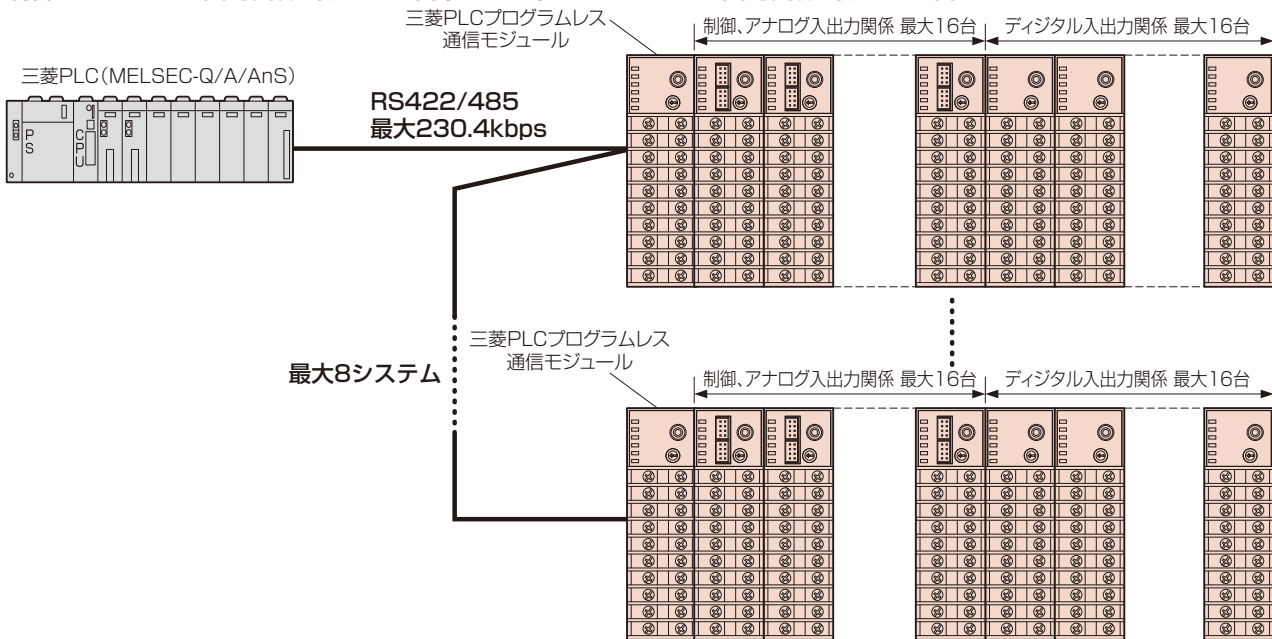 三菱PLCプログラムレス
通信モジュール
制御、アナログ入出力関係 最大16台
ディジタル入出力関係 最大16台
三菱PLC(MELSEC-Q/A/AnS)
RS422/485
最大230.4kbps
PS
CPU
最大8システム
三菱PLCプログラムレス
通信モジュール
制御、アナログ入出力関係 最大16台
ディジタル入出力関係 最大16台